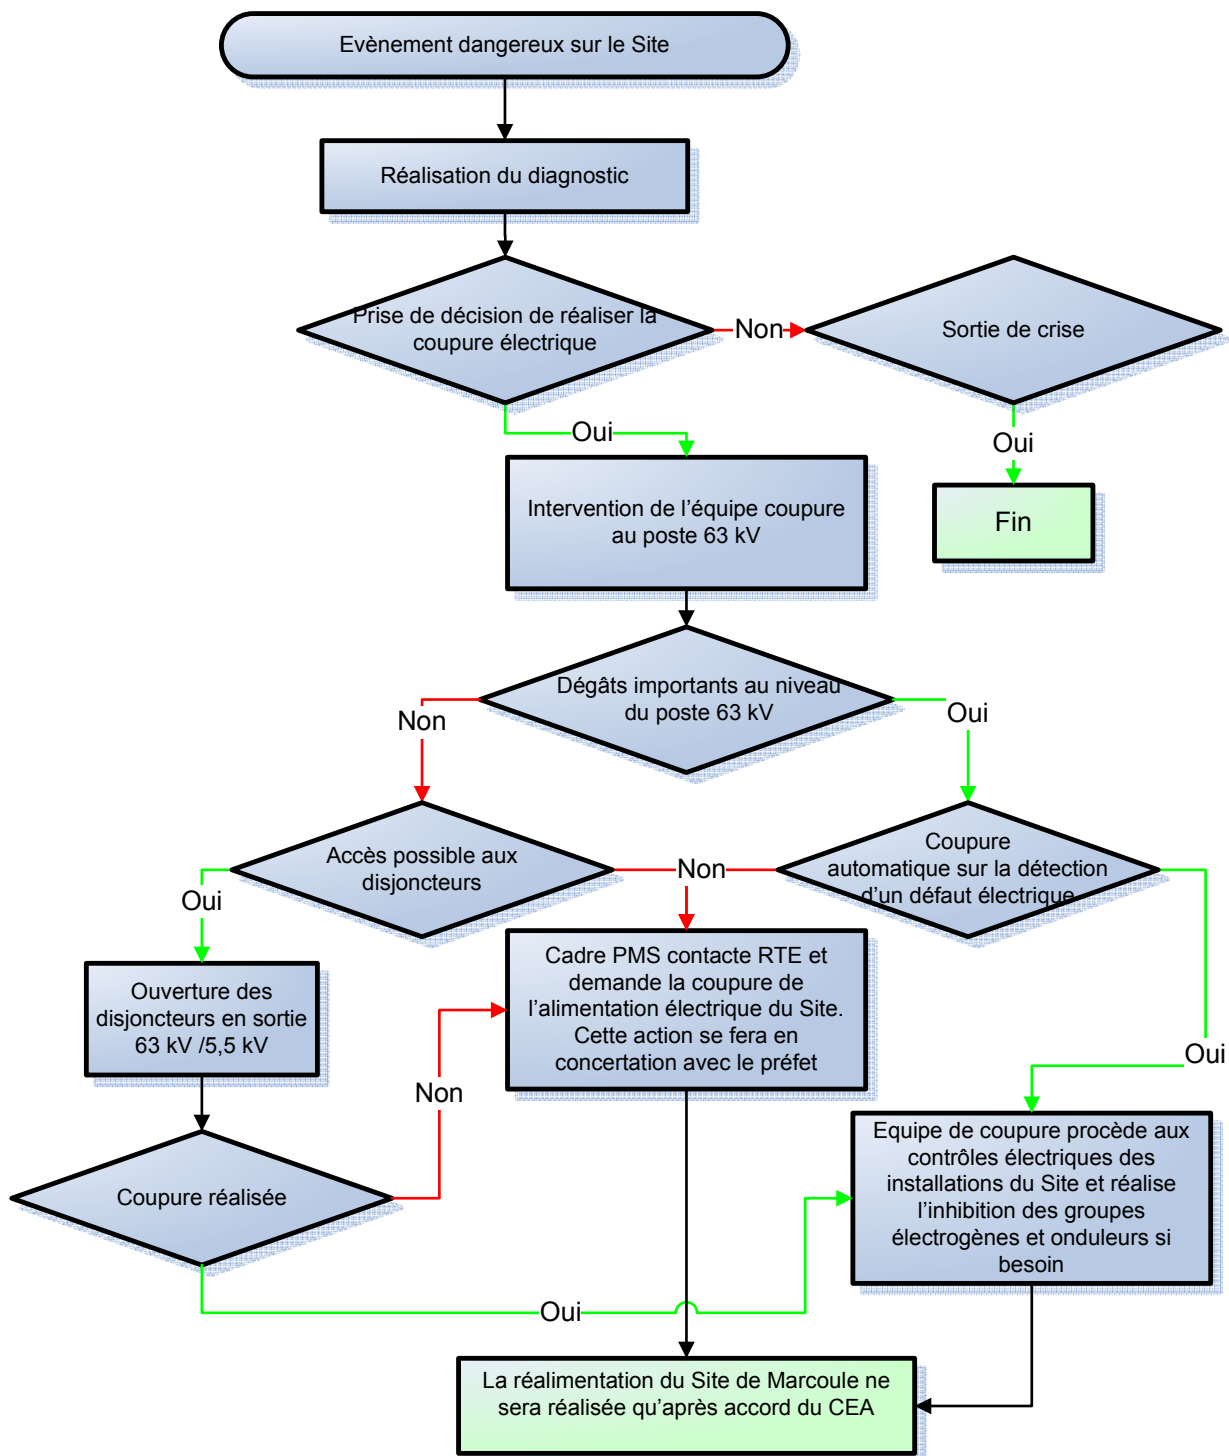 Evènement dangereux sur le Site
Réalisation du diagnostic
Prise de décision de réaliser la
coupure électrique
Non
Sortie de crise
Oui
Oui
Intervention de l’équipe coupure
au poste 63 kV
Fin
Dégâts importants au niveau
du poste 63 kV
Non
Oui
Accès possible aux
disjoncteurs
Non
Coupure
automatique sur la détection
d’un défaut électrique
Oui
Ouverture des
disjoncteurs en sortie
63 kV /5,5 kV
Cadre PMS contacte RTE et
demande la coupure de
l’alimentation électrique du Site.
Cette action se fera en
concertation avec le préfet
Oui
Non
Coupure réalisée
Equipe de coupure procède aux
contrôles électriques des
installations du Site et réalise
l’inhibition des groupes
électrogènes et onduleurs si
besoin
Oui
La réalimentation du Site de Marcoule ne
sera réalisée qu’après accord du CEA